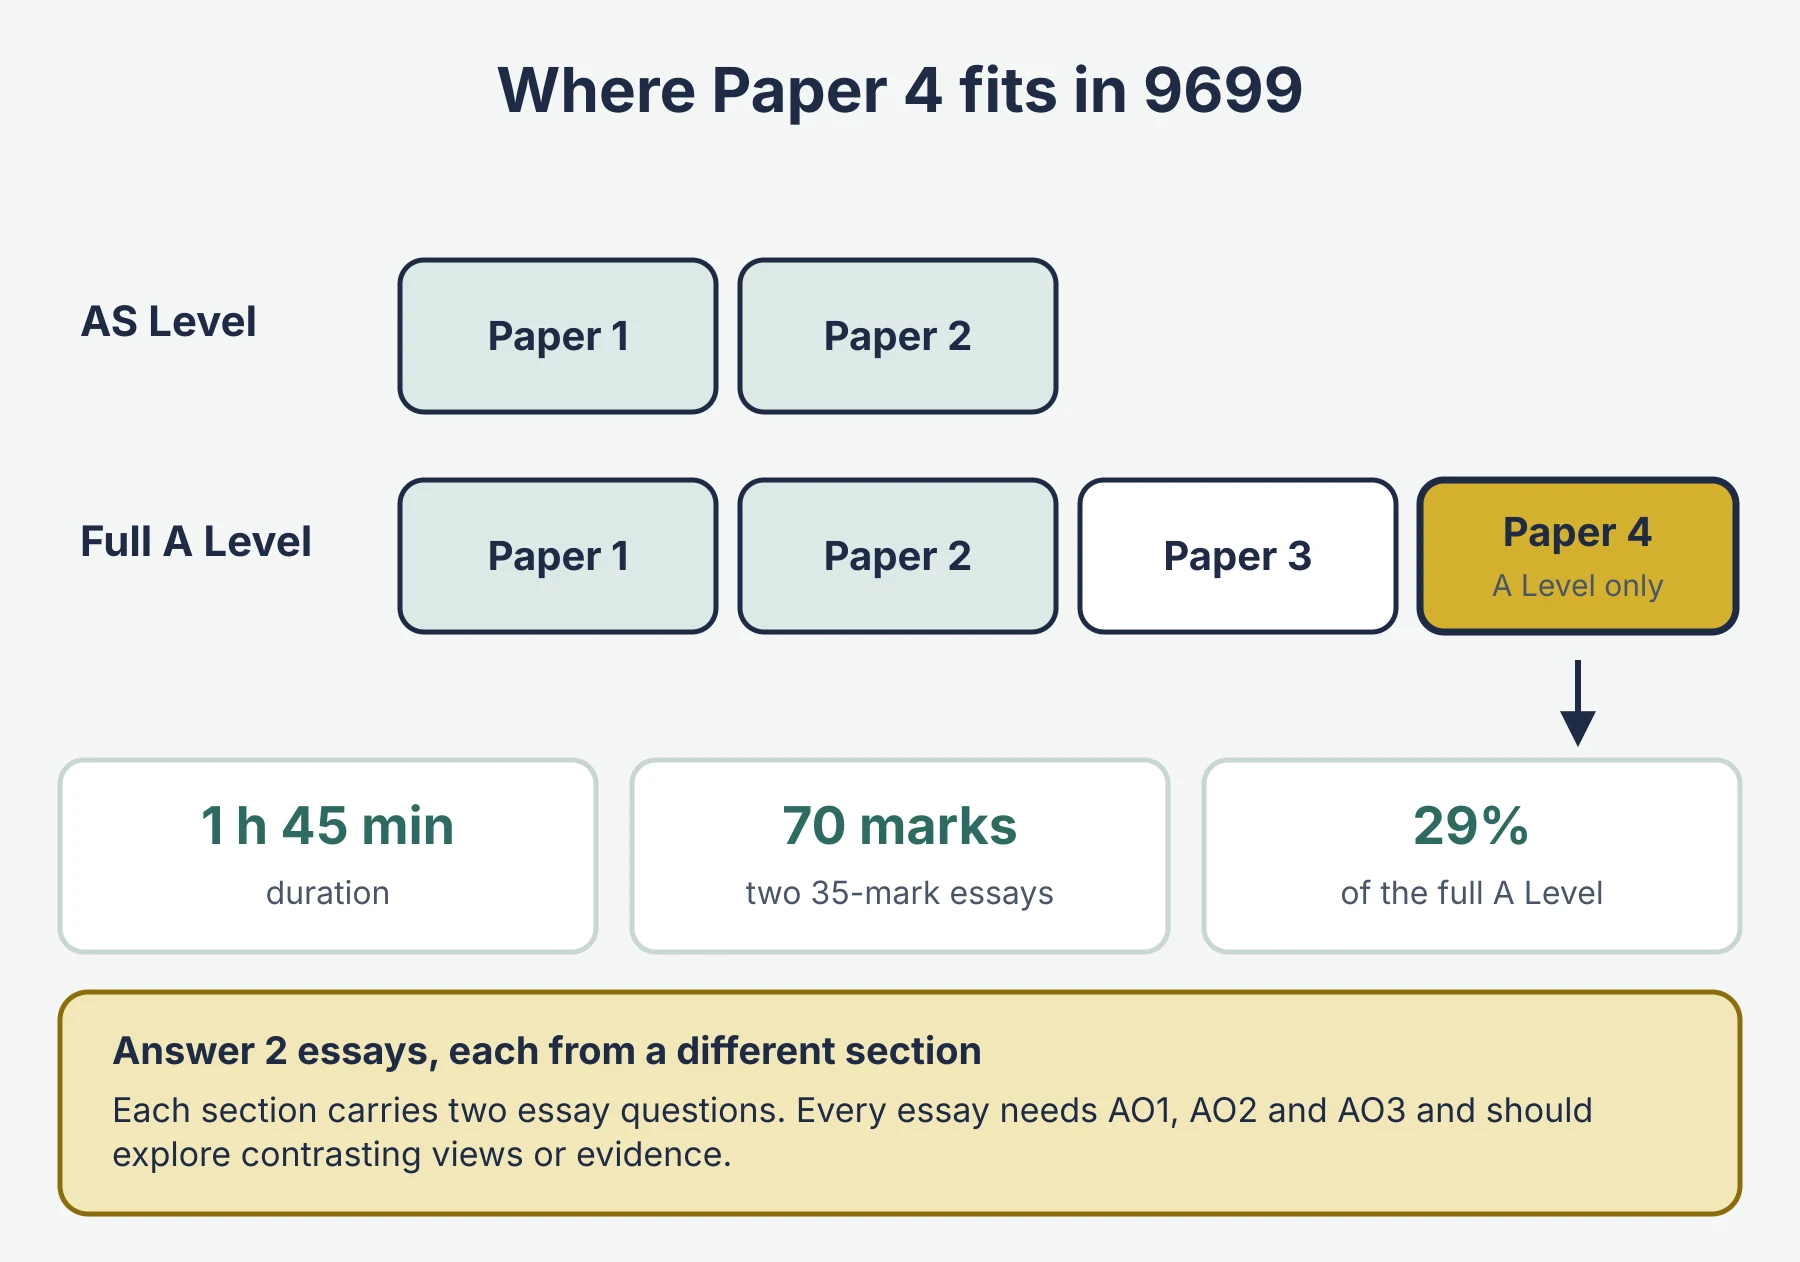 Where Paper 4 fits in 9699
AS Level
Paper 1
Paper 2
Full A Level
Paper 1
Paper 2
Paper 3
Paper 4
A Level only
1 h 45 min
duration
70 marks
two 35-mark essays
29%
of the full A Level
Answer 2 essays, each from a different section
Each section carries two essay questions. Every essay needs AO1, AO2 and AO3 and should
explore contrasting views or evidence.